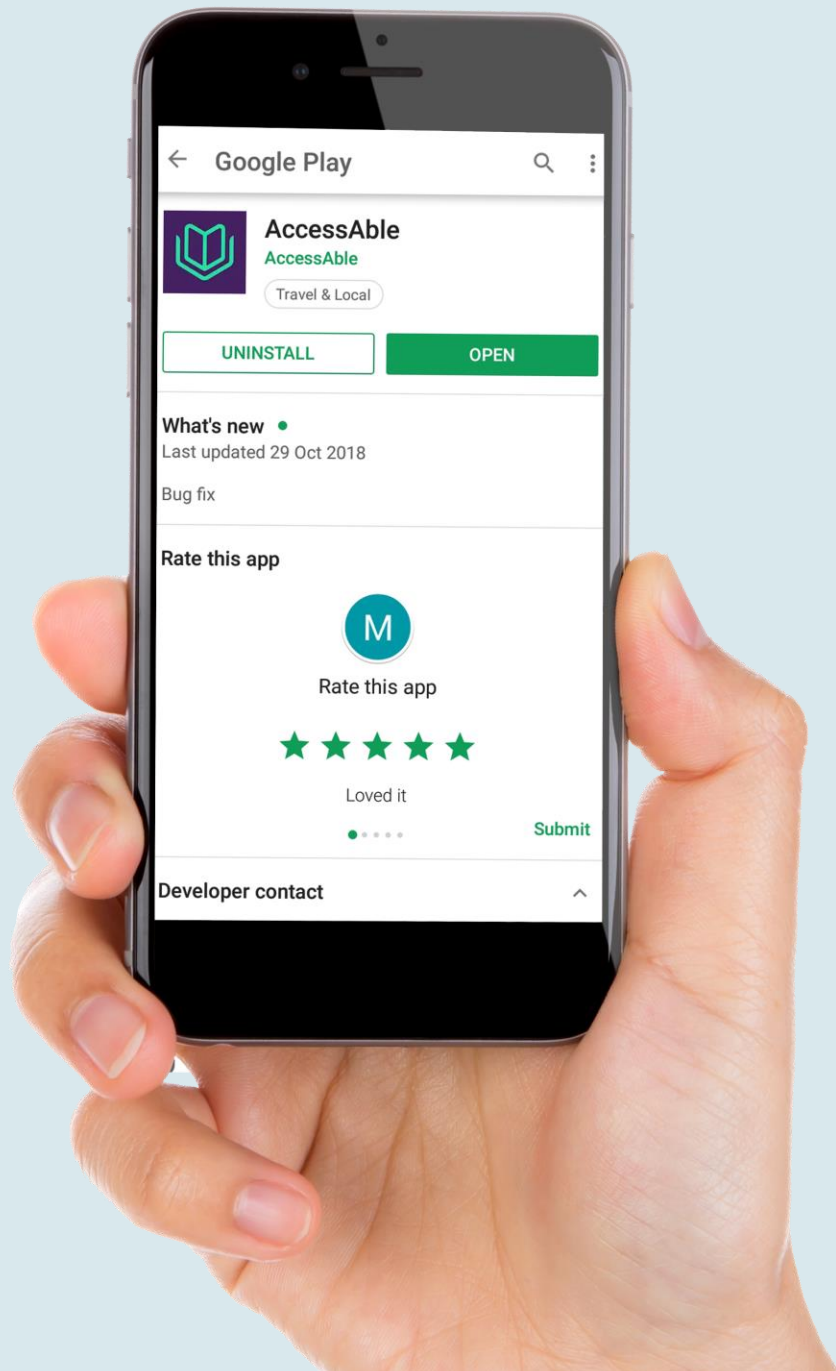 Google Play
AccessAble
AccessAble
Travel & Local
UNINSTALL OPEN
What's new
Last updated 29 Oct 2018
Bug fix
Rate this app
M
Rate this app
Loved it
Submit
Developer contact